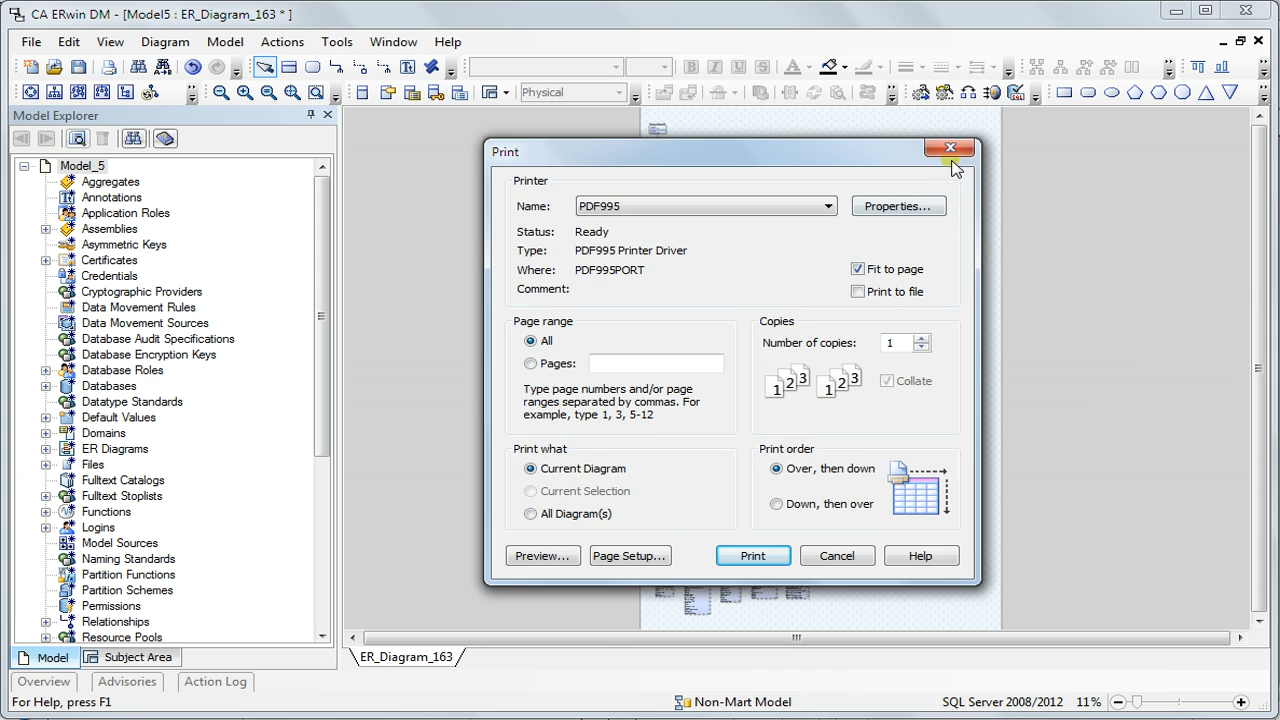 CA ERwin DM - [Model5 : ER_Diagram_163 * ]
File Edit View Diagram Model Actions Tools Window Help
Physical
Model Explorer
Model_5
Aggregates
Annotations
Application Roles
Assemblies
Asymmetric Keys
Certificates
Credentials
Cryptographic Providers
Data Movement Rules
Data Movement Sources
Database Audit Specifications
Database Encryption Keys
Database Roles
Databases
Datatype Standards
Default Values
Domains
ER Diagrams
Files
Fulltext Catalogs
Fulltext Stoplists
Functions
Logins
Model Sources
Naming Standards
Partition Functions
Partition Schemes
Permissions
Relationships
Resource Pools
Model Subject Area
Print
Printer
Name: PDF995 Properties...
Status: Ready
Type: PDF995 Printer Driver
Where: PDF995PORT
Comment:
Fit to page
Print to file
Page range
All
Pages:
Type page numbers and/or page
ranges separated by commas. For
example, type 1, 3, 5-12
Copies
Number of copies: 1
1 2 3 1 2 3
Collate
Print what
Current Diagram
Current Selection
All Diagram(s)
Print order
Over, then down
Down, then over
Preview... Page Setup... Print Cancel Help
ER_Diagram_163
Overview Advisories Action Log
For Help, press F1 Non-Mart Model SQL Server 2008/2012 11%